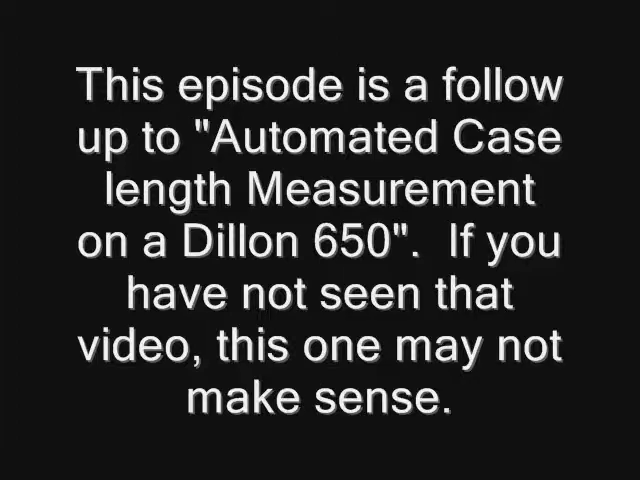 This episode is a follow
up to "Automated Case
length Measurement
on a Dillon 650".  If you
have not seen that
video, this one may not
make sense.